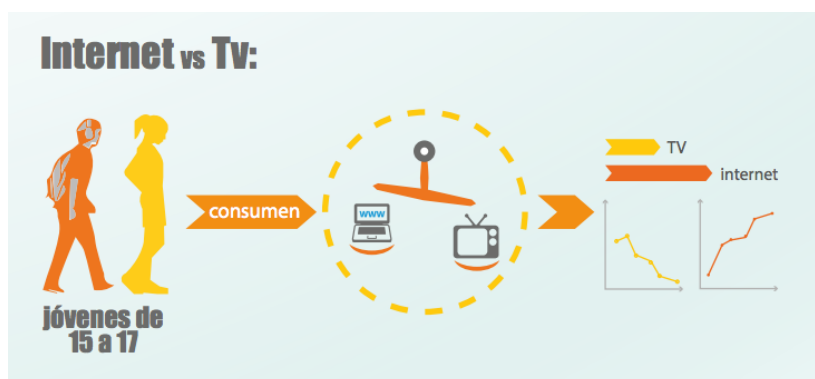 Internet vs Tv:
consumen
www
TV
internet
jóvenes de
15 a 17